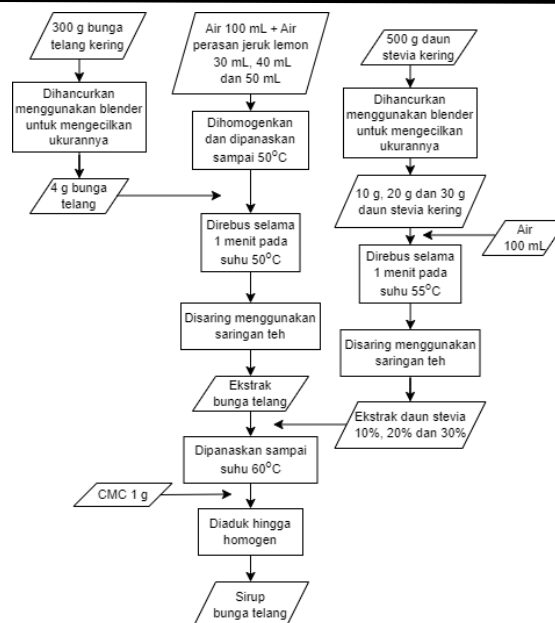 300 g bunga
telang kering
Dihancurkan
menggunakan blender
untuk mengecilkan
ukurannya
4 g bunga
telang
Air 100 mL + Air
perasan jeruk lemon
30 mL, 40 mL
dan 50 mL
Dihomogenkan
dan dipanaskan
sampai 50°C
Direbus selama
1 menit pada
suhu 50°C
Disaring menggunakan
saringan teh
Ekstrak
bunga telang
500 g daun
stevia kering
Dihancurkan
menggunakan blender
untuk mengecilkan
ukurannya
10 g, 20 g dan 30 g
daun stevia kering
Air
100 mL
Direbus selama
1 menit pada
suhu 55°C
Disaring menggunakan
saringan teh
Ekstrak daun stevia
10%, 20% dan 30%
Dipanaskan sampai
suhu 60°C
CMC 1 g
Diaduk hingga
homogen
Sirup
bunga telang